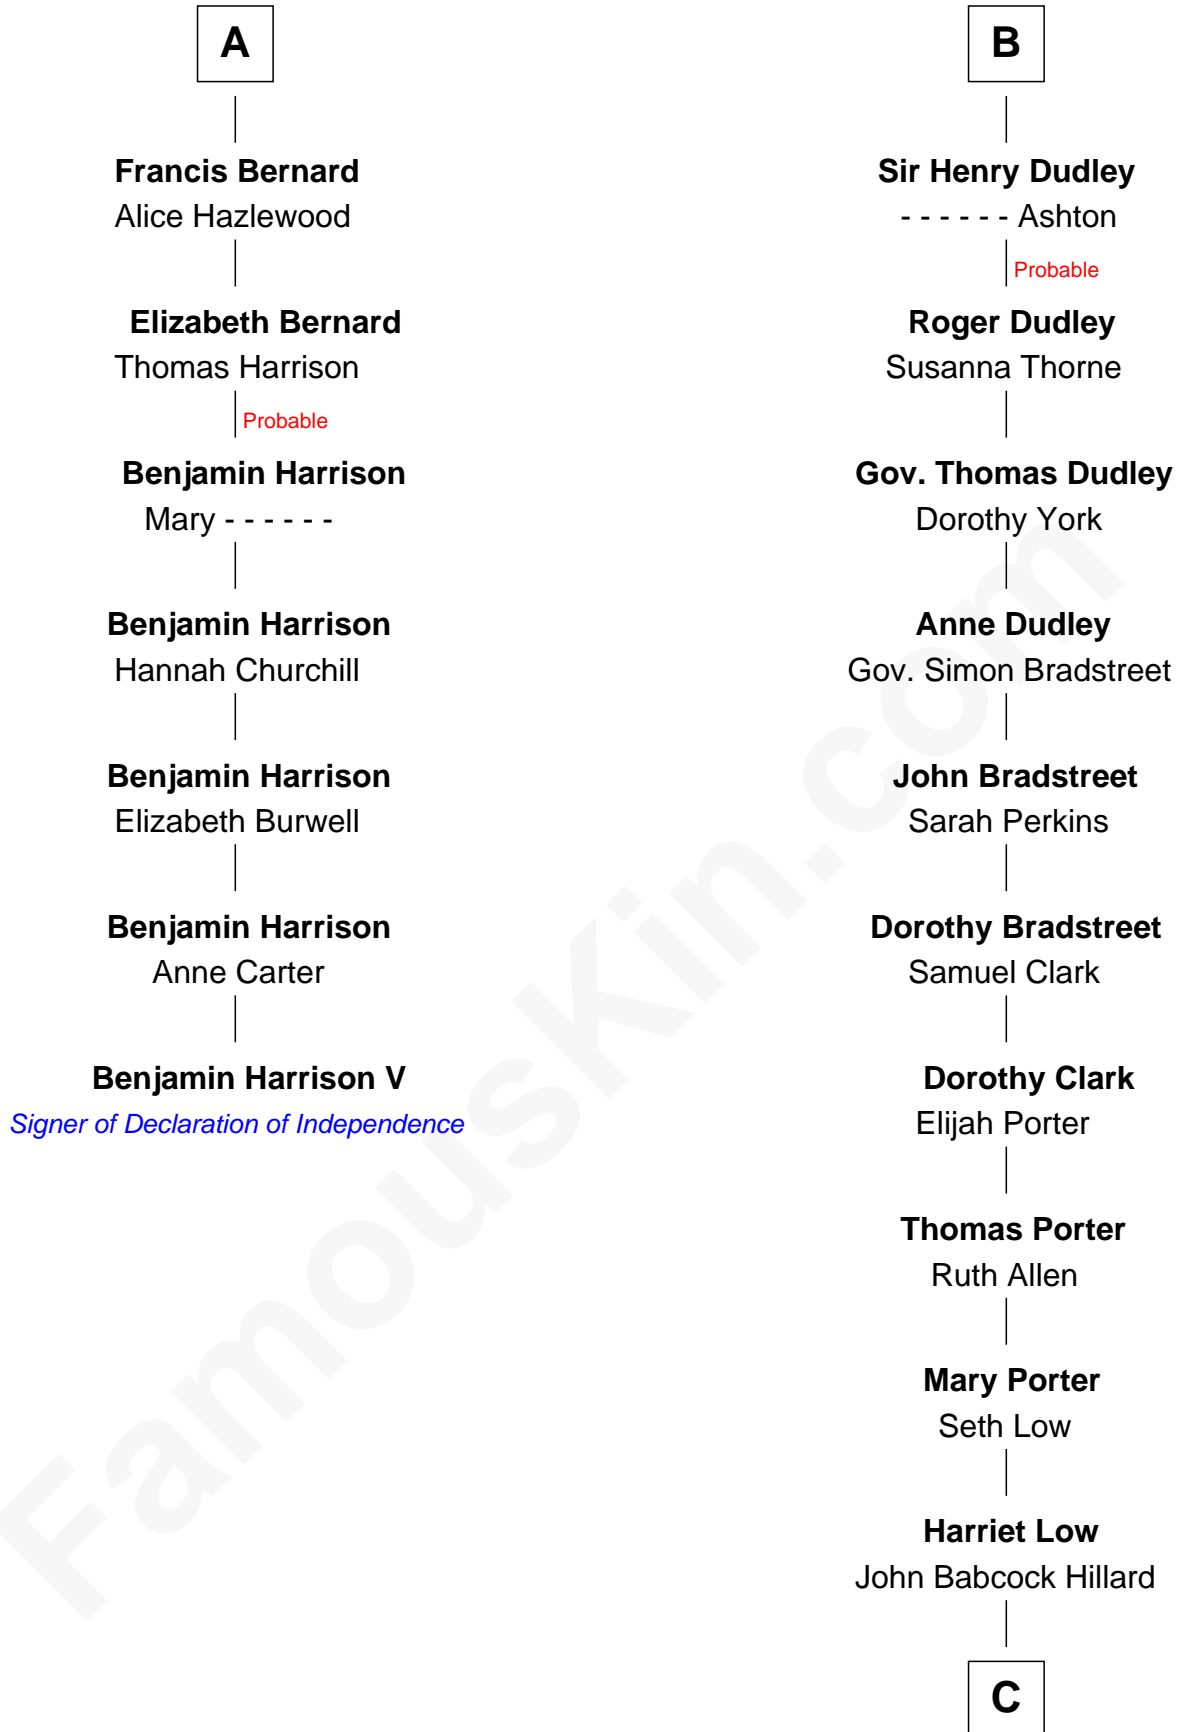 A
Francis Bernard
Alice Hazlewood
Elizabeth Bernard
Thomas Harrison
Probable
Benjamin Harrison
Mary - - - - - -
Benjamin Harrison
Hannah Churchill
Benjamin Harrison
Elizabeth Burwell
Benjamin Harrison
Anne Carter
Benjamin Harrison V
Signer of Declaration of Independence
B
Sir Henry Dudley
- - - - - - Ashton
Probable
Roger Dudley
Susanna Thorne
Gov. Thomas Dudley
Dorothy York
Anne Dudley
Gov. Simon Bradstreet
John Bradstreet
Sarah Perkins
Dorothy Bradstreet
Samuel Clark
Dorothy Clark
Elijah Porter
Thomas Porter
Ruth Allen
Mary Porter
Seth Low
Harriet Low
John Babcock Hillard
C
FamousKin.com